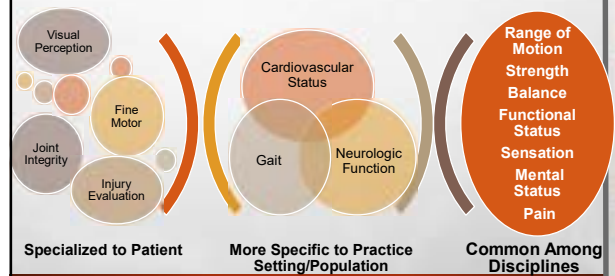 Visual
Perception
Fine
Motor
Joint
Integrity
Injury
Evaluation
Specialized to Patient
Cardiovascular
Status
Gait
Neurologic
Function
More Specific to Practice
Setting/Population
Range of
Motion
Strength
Balance
Functional
Status
Sensation
Mental
Status
Pain
Common Among
Disciplines